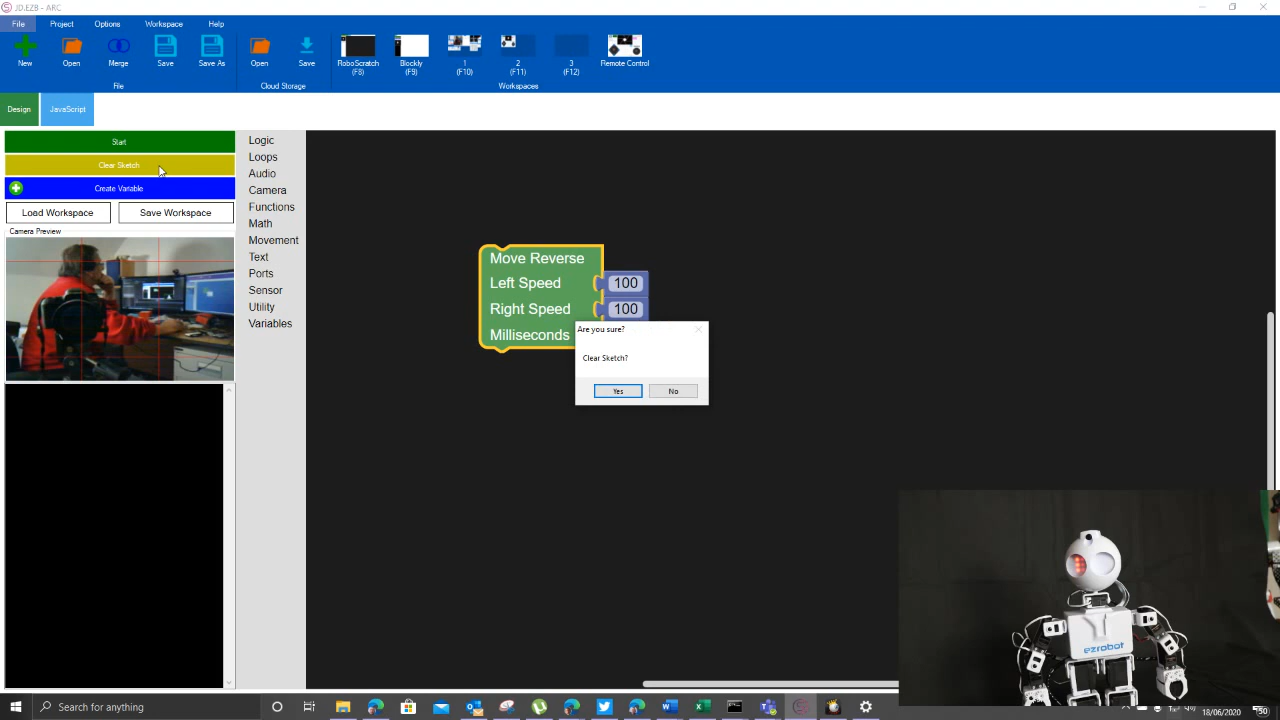 JD.EZB - ARC
File Project Options Workspace Help
New Open Merge Save Save As Open Save RoboScratch (F8) Blockly (F9) 1 (F10) 2 (F11) 3 (F12) Remote Control
File Cloud Storage Workspaces
Design JavaScript
Start
Clear Sketch
Create Variable
Load Workspace Save Workspace
Camera Preview
Logic
Loops
Audio
Camera
Functions
Math
Movement
Text
Ports
Sensor
Utility
Variables
Move Reverse
Left Speed 100
Right Speed 100
Milliseconds
Are you sure?
Clear Sketch?
Yes No
ezrobot
Search for anything
18/06/2020
50